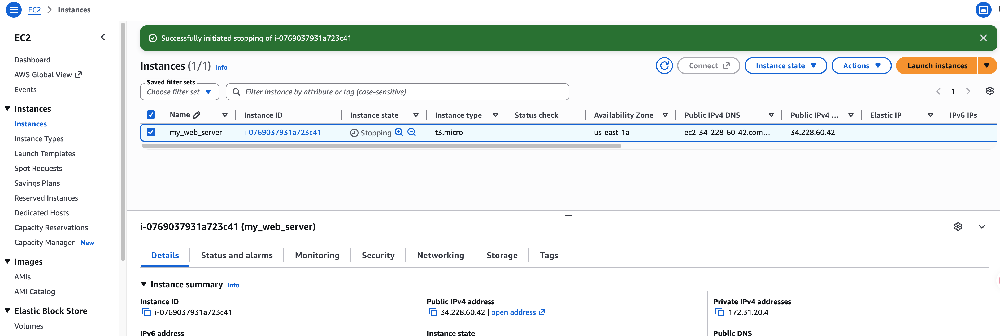 EC2 Instances
EC2
Dashboard
AWS Global View
Events
Instances
Instances
Instance Types
Launch Templates
Spot Requests
Savings Plans
Reserved Instances
Dedicated Hosts
Capacity Reservations
Capacity Manager New
Images
AMIs
AMI Catalog
Elastic Block Store
Volumes
Successfully initiated stopping of i-0769037931a723c41
Instances (1/1) Info
Connect Instance state Actions Launch instances
Saved filter sets
Choose filter set Filter Instance by attribute or tag (case-sensitive) 1
Name Instance ID Instance state Instance type Status check Availability Zone Public IPv4 DNS Public IPv4 ... Elastic IP IPv6 IPs
my_web_server i-0769037931a723c41 Stopping t3.micro – us-east-1a ec2-34-228-60-42.com... 34.228.60.42 – –
i-0769037931a723c41 (my_web_server)
Details Status and alarms Monitoring Security Networking Storage Tags
Instance summary Info
Instance ID
i-0769037931a723c41
IPv6 address
Public IPv4 address
34.228.60.42 | open address
Instance state
Private IPv4 addresses
172.31.20.4
Public DNS